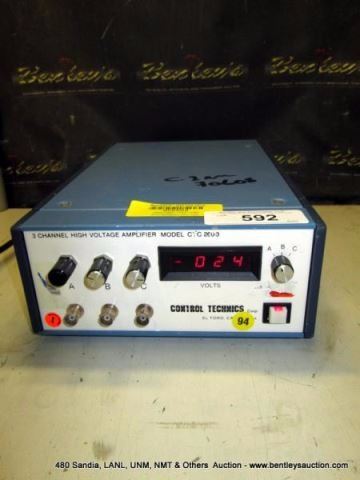 Bentley's
Bentley's
Bentley's
592
3 CHANNEL HIGH VOLTAGE AMPLIFIER MODEL
- 024
VOLTS
A B C
A B C
CONTROL TECHNICS
94
1
480 Sandia, LANL, UNM, NMT & Others Auction - www.bentleysauction.com